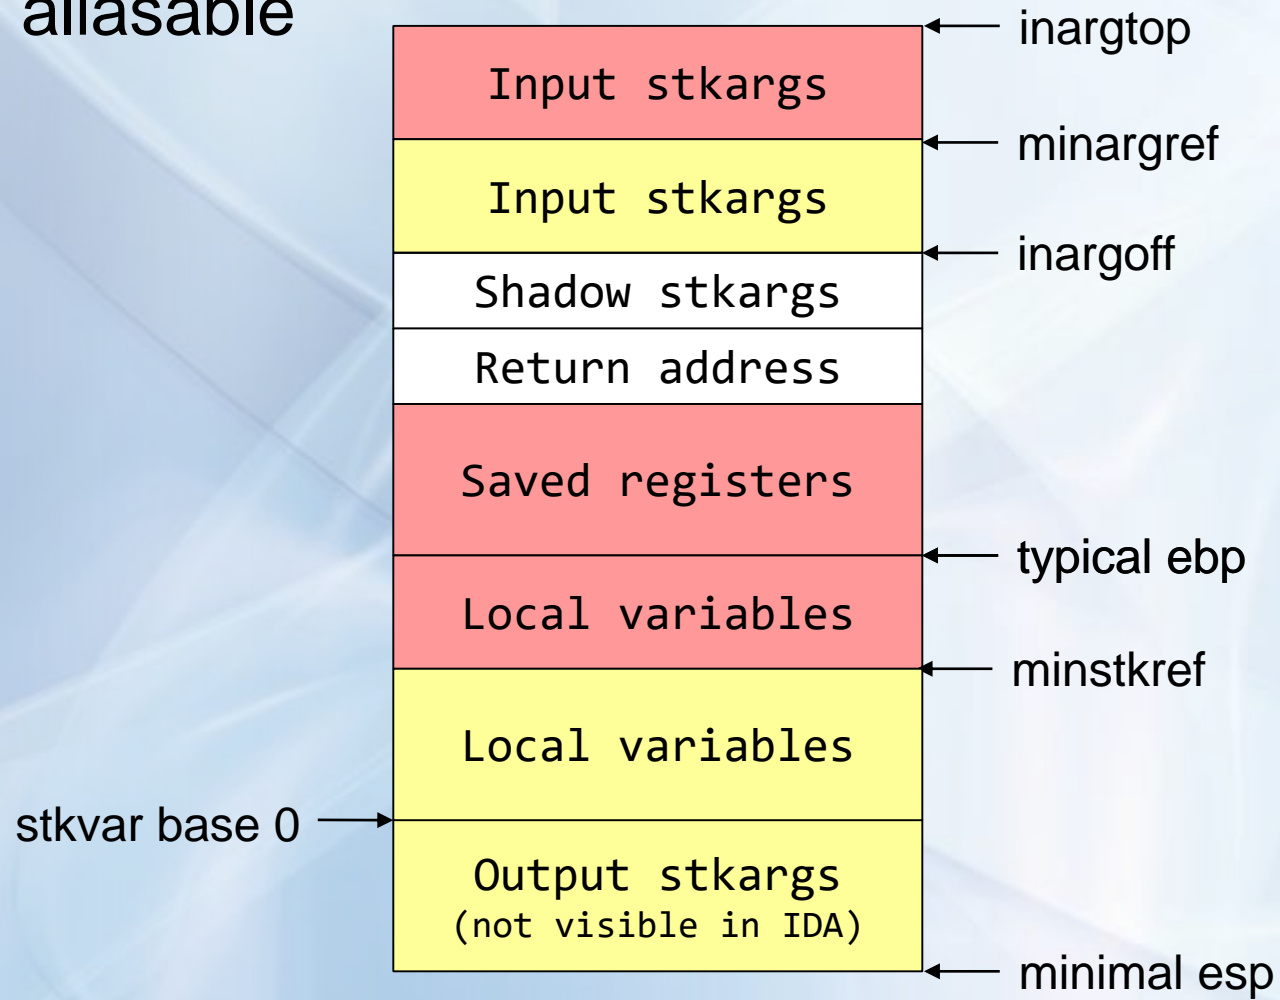 aliasable
inargtop
Input stkargs
minargref
Input stkargs
inargoff
Shadow stkargs
Return address
Saved registers
typical ebp
Local variables
minstkref
Local variables
stkvar base 0
Output stkargs
(not visible in IDA)
minimal esp